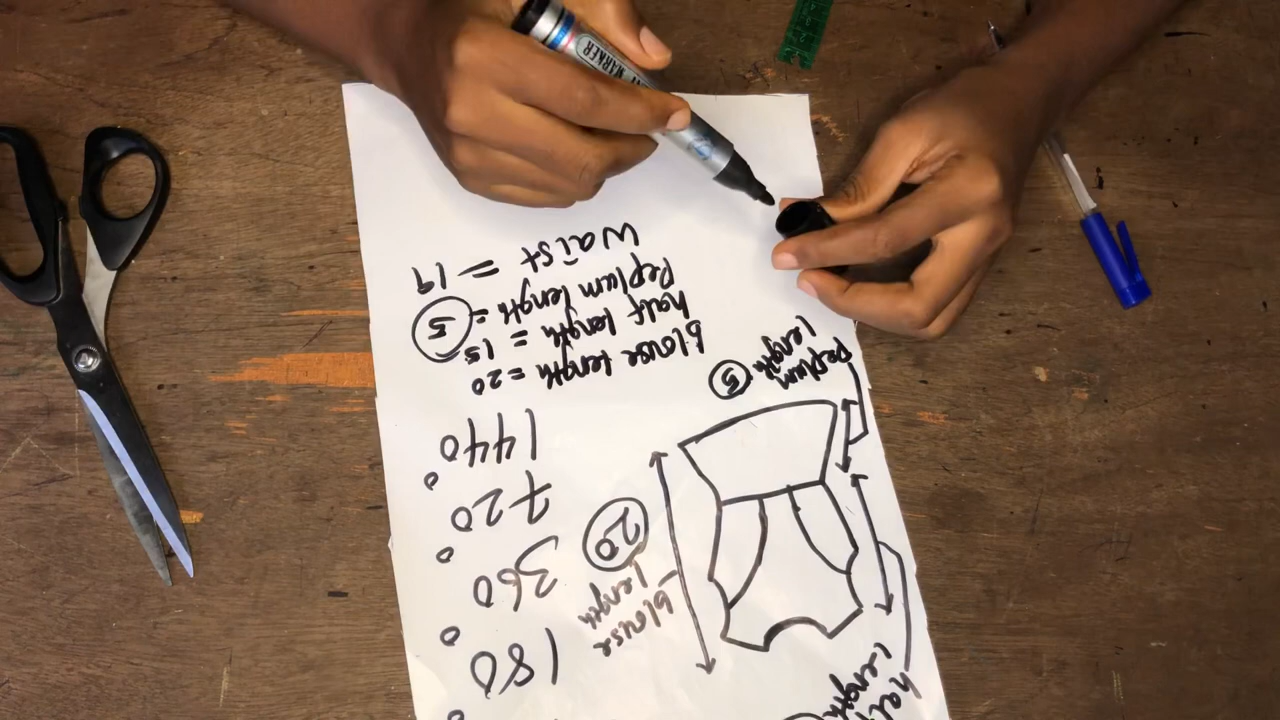 half
length
blouse
length
20
peplum
length
5
180°
360°
720°
1440°
blouse length = 20
half length = 15
Peplum length = 5
Waist = 19
MARKER